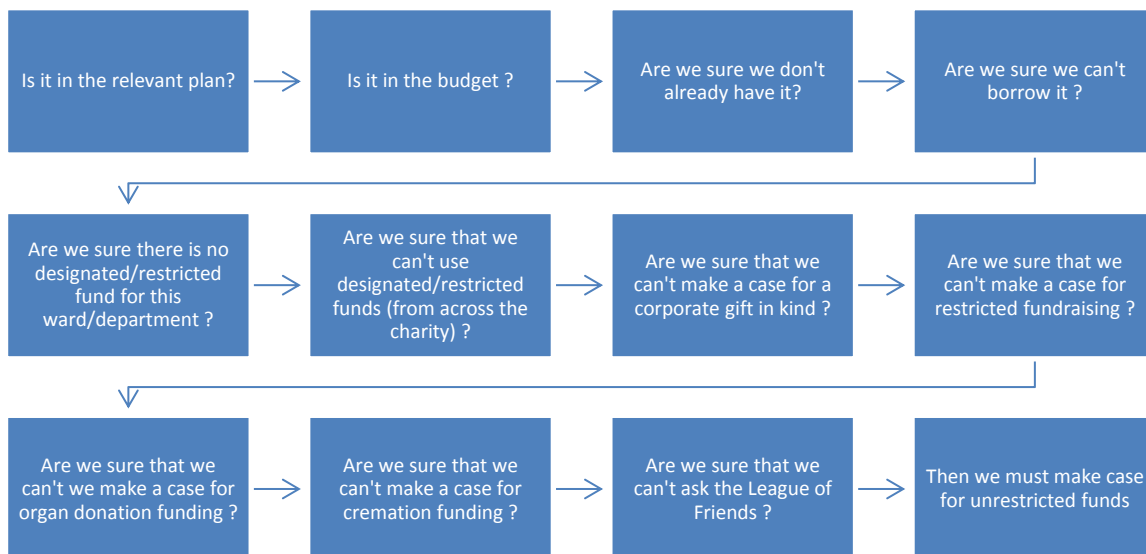 Is it in the relevant plan?
Is it in the budget ?
Are we sure we don't
already have it?
Are we sure we can't
borrow it ?
Are we sure there is no
designated/restricted
fund for this
ward/department ?
Are we sure that we
can't use
designated/restricted
funds (from across the
charity) ?
Are we sure that we
can't make a case for a
corporate gift in kind ?
Are we sure that we
can't make a case for
restricted fundraising ?
Are we sure that we
can't we make a case for
organ donation funding ?
Are we sure that we
can't make a case for
cremation funding ?
Are we sure that we
can't ask the League of
Friends ?
Then we must make case
for unrestricted funds